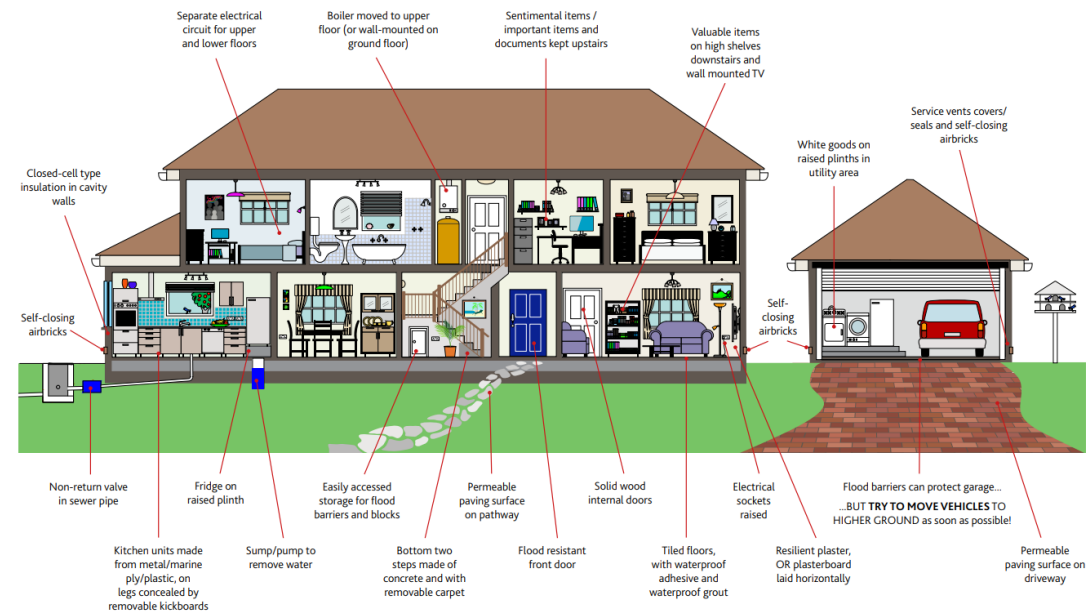 Separate electrical
circuit for upper
and lower floors
Boiler moved to upper
floor (or wall-mounted on
ground floor)
Sentimental items /
important items and
documents kept upstairs
Valuable items
on high shelves
downstairs and
wall mounted TV
Service vents covers/
seals and self-closing
airbricks
White goods on
raised plinths in
utility area
Closed-cell type
insulation in cavity
walls
Self-closing
airbricks
Self-
closing
airbricks
Non-return valve
in sewer pipe
Fridge on
raised plinth
Easily accessed
storage for flood
barriers and blocks
Permeable
paving surface
on pathway
Solid wood
internal doors
Electrical
sockets
raised
Flood barriers can protect garage...
...BUT TRY TO MOVE VEHICLES TO
HIGHER GROUND as soon as possible!
Kitchen units made
from metal/marine
ply/plastic, on
legs concealed by
removable kickboards
Sump/pump to
remove water
Bottom two
steps made of
concrete and with
removable carpet
Flood resistant
front door
Tiled floors,
with waterproof
adhesive and
waterproof grout
Resilient plaster,
OR plasterboard
laid horizontally
Permeable
paving surface on
driveway